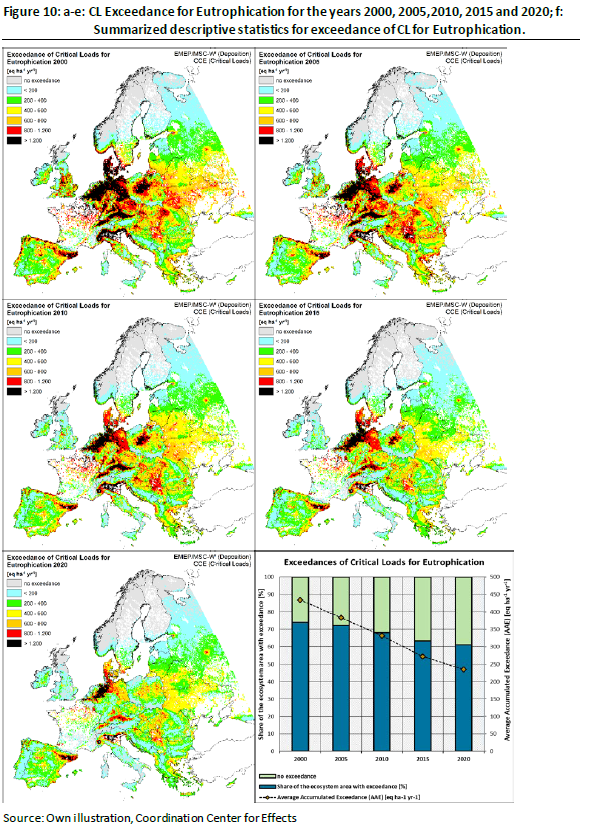 Figure 10: a-e: CL Exceedance for Eutrophication for the years 2000, 2005, 2010, 2015 and 2020; f:
Summarized descriptive statistics for exceedance of CL for Eutrophication.
Exceedance of Critical Loads for
Eutrophication 2000
EMEP/MSC-W (Deposition)
CCE (Critical Loads)
[eq ha⁻¹ yr⁻¹]
no exceedance
< 200
200 - 400
400 - 600
600 - 800
800 - 1 200
> 1 200
Exceedance of Critical Loads for
Eutrophication 2005
EMEP/MSC-W (Deposition)
CCE (Critical Loads)
[eq ha⁻¹ yr⁻¹]
no exceedance
< 200
200 - 400
400 - 600
600 - 800
800 - 1 200
> 1 200
Exceedance of Critical Loads for
Eutrophication 2010
EMEP/MSC-W (Deposition)
CCE (Critical Loads)
[eq ha⁻¹ yr⁻¹]
no exceedance
< 200
200 - 400
400 - 600
600 - 800
800 - 1 200
> 1 200
Exceedance of Critical Loads for
Eutrophication 2015
EMEP/MSC-W (Deposition)
CCE (Critical Loads)
[eq ha⁻¹ yr⁻¹]
no exceedance
< 200
200 - 400
400 - 600
600 - 800
800 - 1 200
> 1 200
Exceedance of Critical Loads for
Eutrophication 2020
EMEP/MSC-W (Deposition)
CCE (Critical Loads)
[eq ha⁻¹ yr⁻¹]
no exceedance
< 200
200 - 400
400 - 600
600 - 800
800 - 1 200
> 1 200
Exceedances of Critical Loads for Eutrophication
Share of the ecosystem area with exceedance [%]
100
90
80
70
60
50
40
30
20
10
0
500
450
400
350
300
250
200
150
100
50
0
Average Accumulated Exceedance (AAE) [eq ha⁻¹ yr⁻¹]
2000 2005 2010 2015 2020
no exceedance
Share of the ecosystem area with exceedance [%]
Average Accumulated Exceedance (AAE) [eq ha-1 yr-1]
Source: Own illustration, Coordination Center for Effects